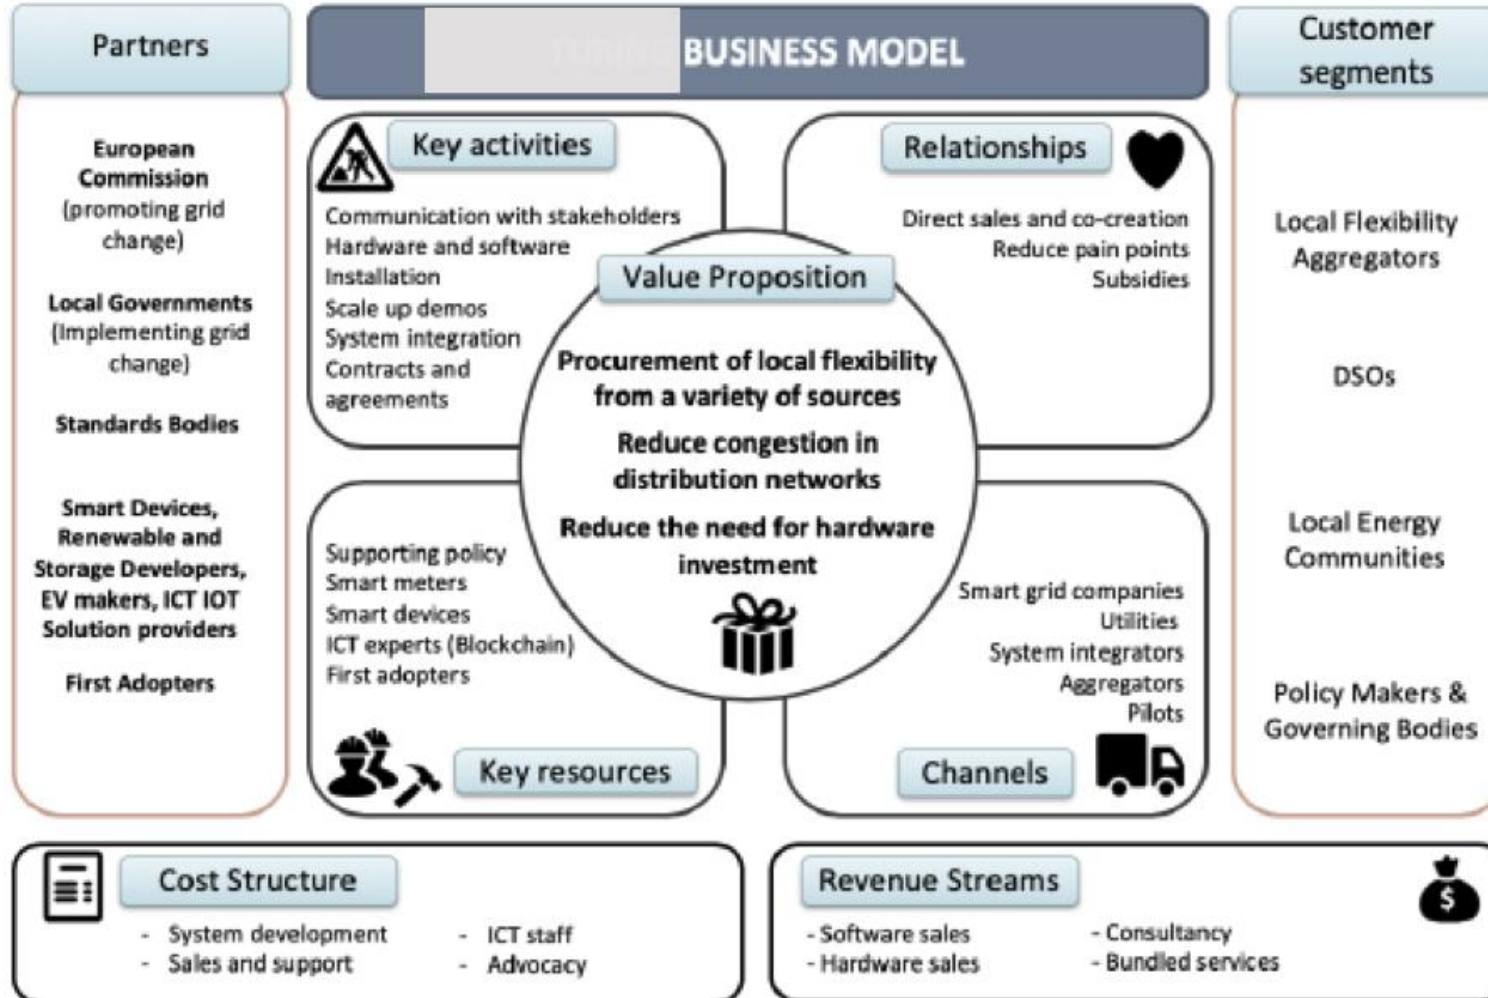 Partners
European
Commission
(promoting grid
change)
Local Governments
(Implementing grid
change)
Standards Bodies
Smart Devices,
Renewable and
Storage Developers,
EV makers, ICT IOT
Solution providers
First Adopters
BUSINESS MODEL
Key activities
Communication with stakeholders
Hardware and software
Installation
Scale up demos
System integration
Contracts and
agreements
Relationships
Direct sales and co-creation
Reduce pain points
Subsidies
Value Proposition
Procurement of local flexibility
from a variety of sources
Reduce congestion in
distribution networks
Reduce the need for hardware
investment
Supporting policy
Smart meters
Smart devices
ICT experts (Blockchain)
First adopters
Key resources
Smart grid companies
Utilities
System integrators
Aggregators
Pilots
Channels
Customer
segments
Local Flexibility
Aggregators
DSOs
Local Energy
Communities
Policy Makers &
Governing Bodies
Cost Structure
- System development
- Sales and support
- ICT staff
- Advocacy
Revenue Streams
$
- Software sales
- Hardware sales
- Consultancy
- Bundled services